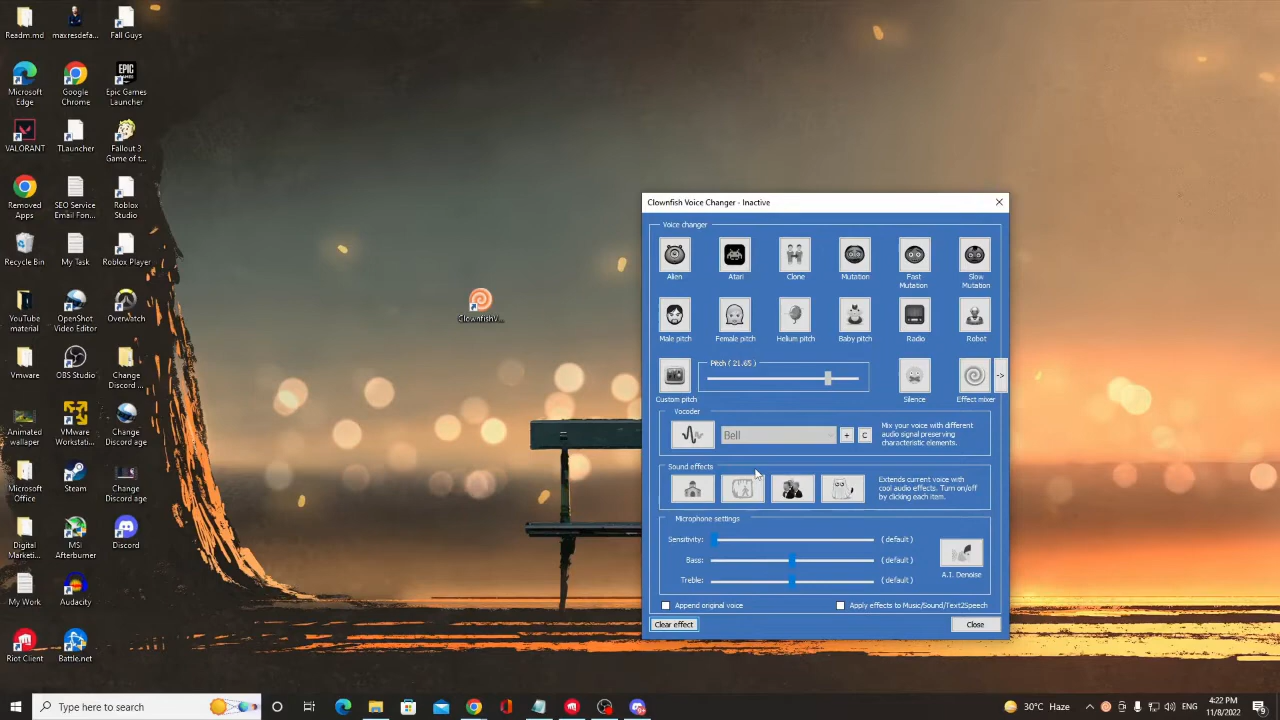 Readm.md
maxresdefa...
Fall Guys
Microsoft
Edge
Google
Chrome
Epic Games
Launcher
EPIC
GAMES
VALORANT
TLauncher
Fallout 3
Game of t...
Removed
Apps
SEO Service
Email Fon...
Roblox
Studio
Recycle Bin
My Task
Roblox Player
YouTube
material
OpenShot
Video Editor
Overwatch
Vmware
OBS Studio
Change
Discord ...
Animated
wallaper
VMware
Workstati...
Change
Discord age
SEO
Steam
Change
Discord age
Digital
Marketi...
MSI
Afterburner
Discord
My Work
Audacity
Riot Client
Battle.net
ClownfishV...
Clownfish Voice Changer - Inactive
Voice changer
Alien
Atari
Clone
Mutation
Fast
Mutation
Slow
Mutation
Male pitch
Female pitch
Helium pitch
Baby pitch
Radio
Robot
Pitch ( 21.65 )
->
Custom pitch
Silence
Effect mixer
Vocoder
Bell
+
C
Mix your voice with different
audio signal preserving
characteristic elements.
Sound effects
Extends current voice with
cool audio effects. Turn on/off
by clicking each item.
Microphone settings
Sensitivity:
( default )
Bass:
( default )
Treble:
( default )
A.I. Denoise
Append original voice
Apply effects to Music/Sound/Text2Speech
Clear effect
Close
Type here to search
30°C Haze
ENG
4:22 PM
11/8/2022
9